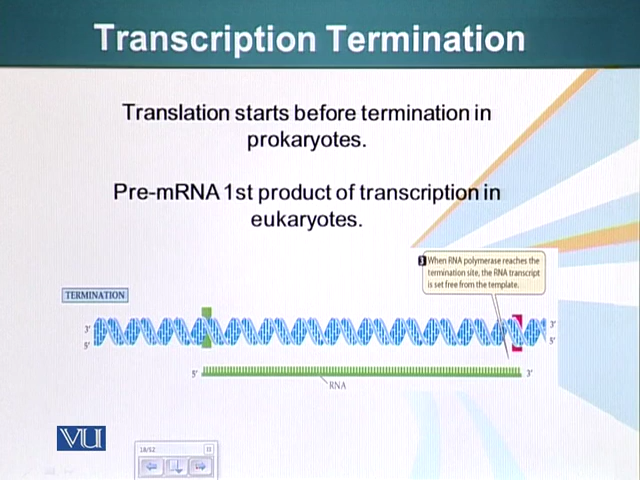 Transcription Termination
Translation starts before termination in
prokaryotes.
Pre-mRNA 1st product of transcription in
eukaryotes.
3 When RNA polymerase reaches the
termination site, the RNA transcript
is set free from the template.
TERMINATION
3' 3'
5' 5'
5' 3'
RNA
VU
18/52